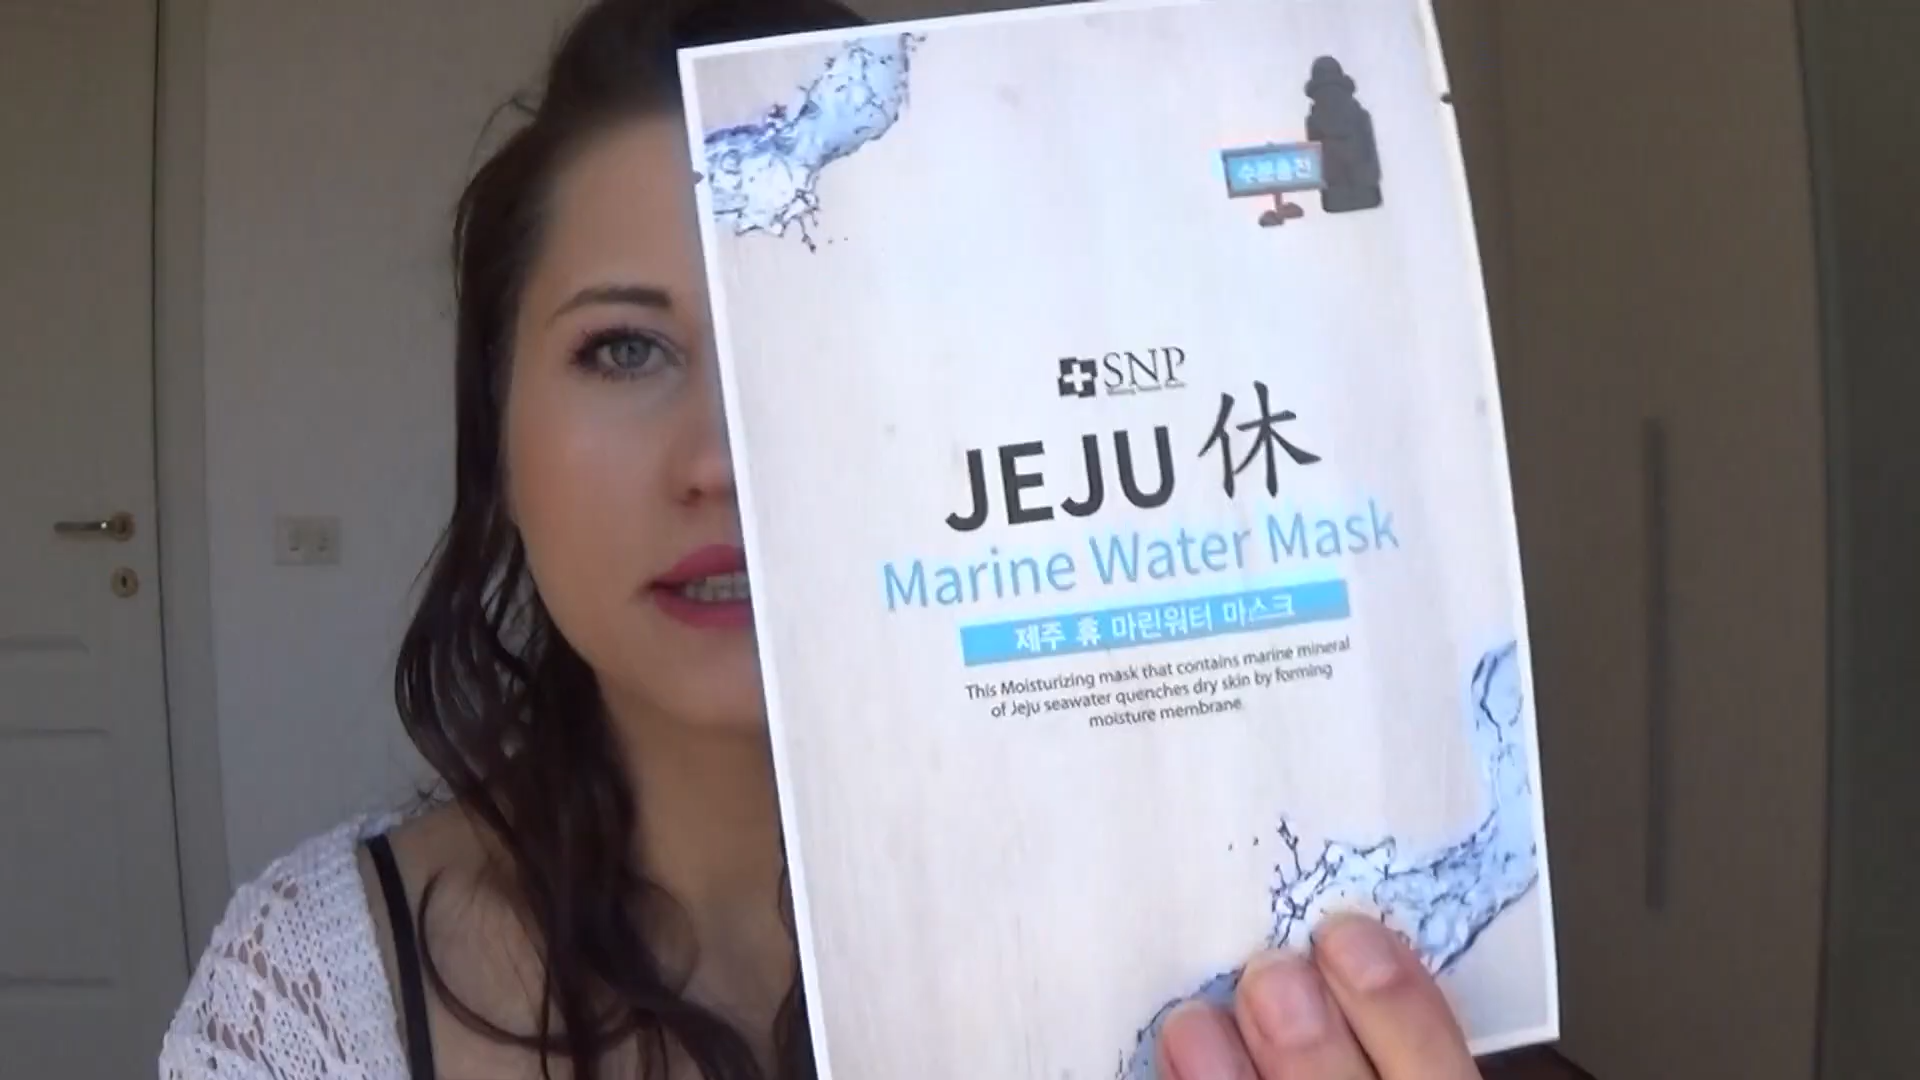 수분충전
SNP
JEJU 休
Marine Water Mask
제주 휴 마린워터 마스크
This Moisturizing mask that contains marine mineral
of Jeju seawater quenches dry skin by forming
moisture membrane.